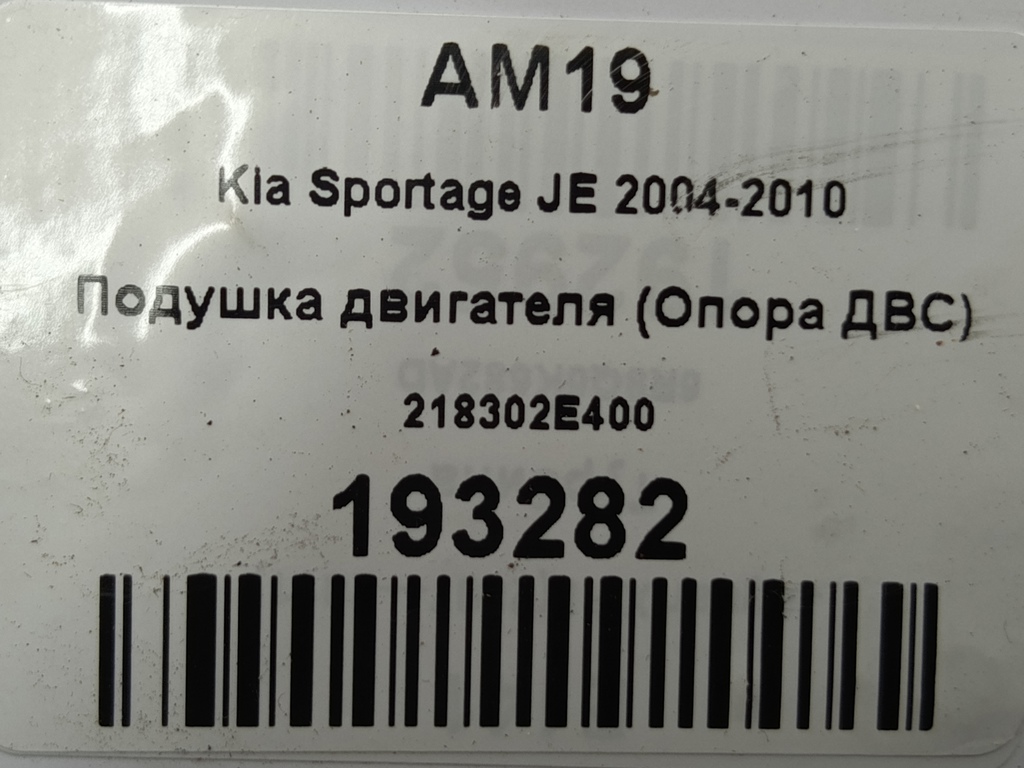 AM19
Kia Sportage JE 2004-2010
Подушка двигателя (Опора ДВС)
218302E400
193282